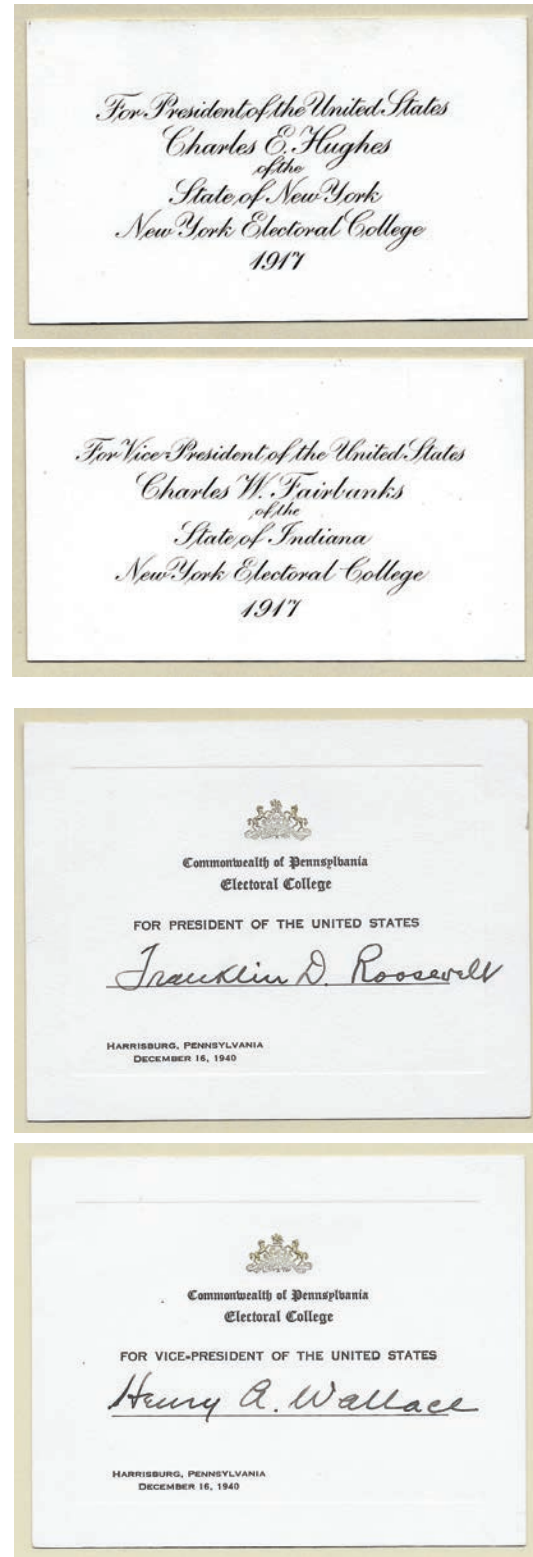 For President of the United States
Charles E. Hughes
of the
State of New York
New York Electoral College
1917
For Vice-President of the United States
Charles W. Fairbanks
of the
State of Indiana
New York Electoral College
1917
Commonwealth of Pennsylvania
Electoral College
FOR PRESIDENT OF THE UNITED STATES
Franklin D. Roosevelt
HARRISBURG, PENNSYLVANIA
DECEMBER 16, 1940
Commonwealth of Pennsylvania
Electoral College
FOR VICE-PRESIDENT OF THE UNITED STATES
Henry A. Wallace
HARRISBURG, PENNSYLVANIA
DECEMBER 16, 1940